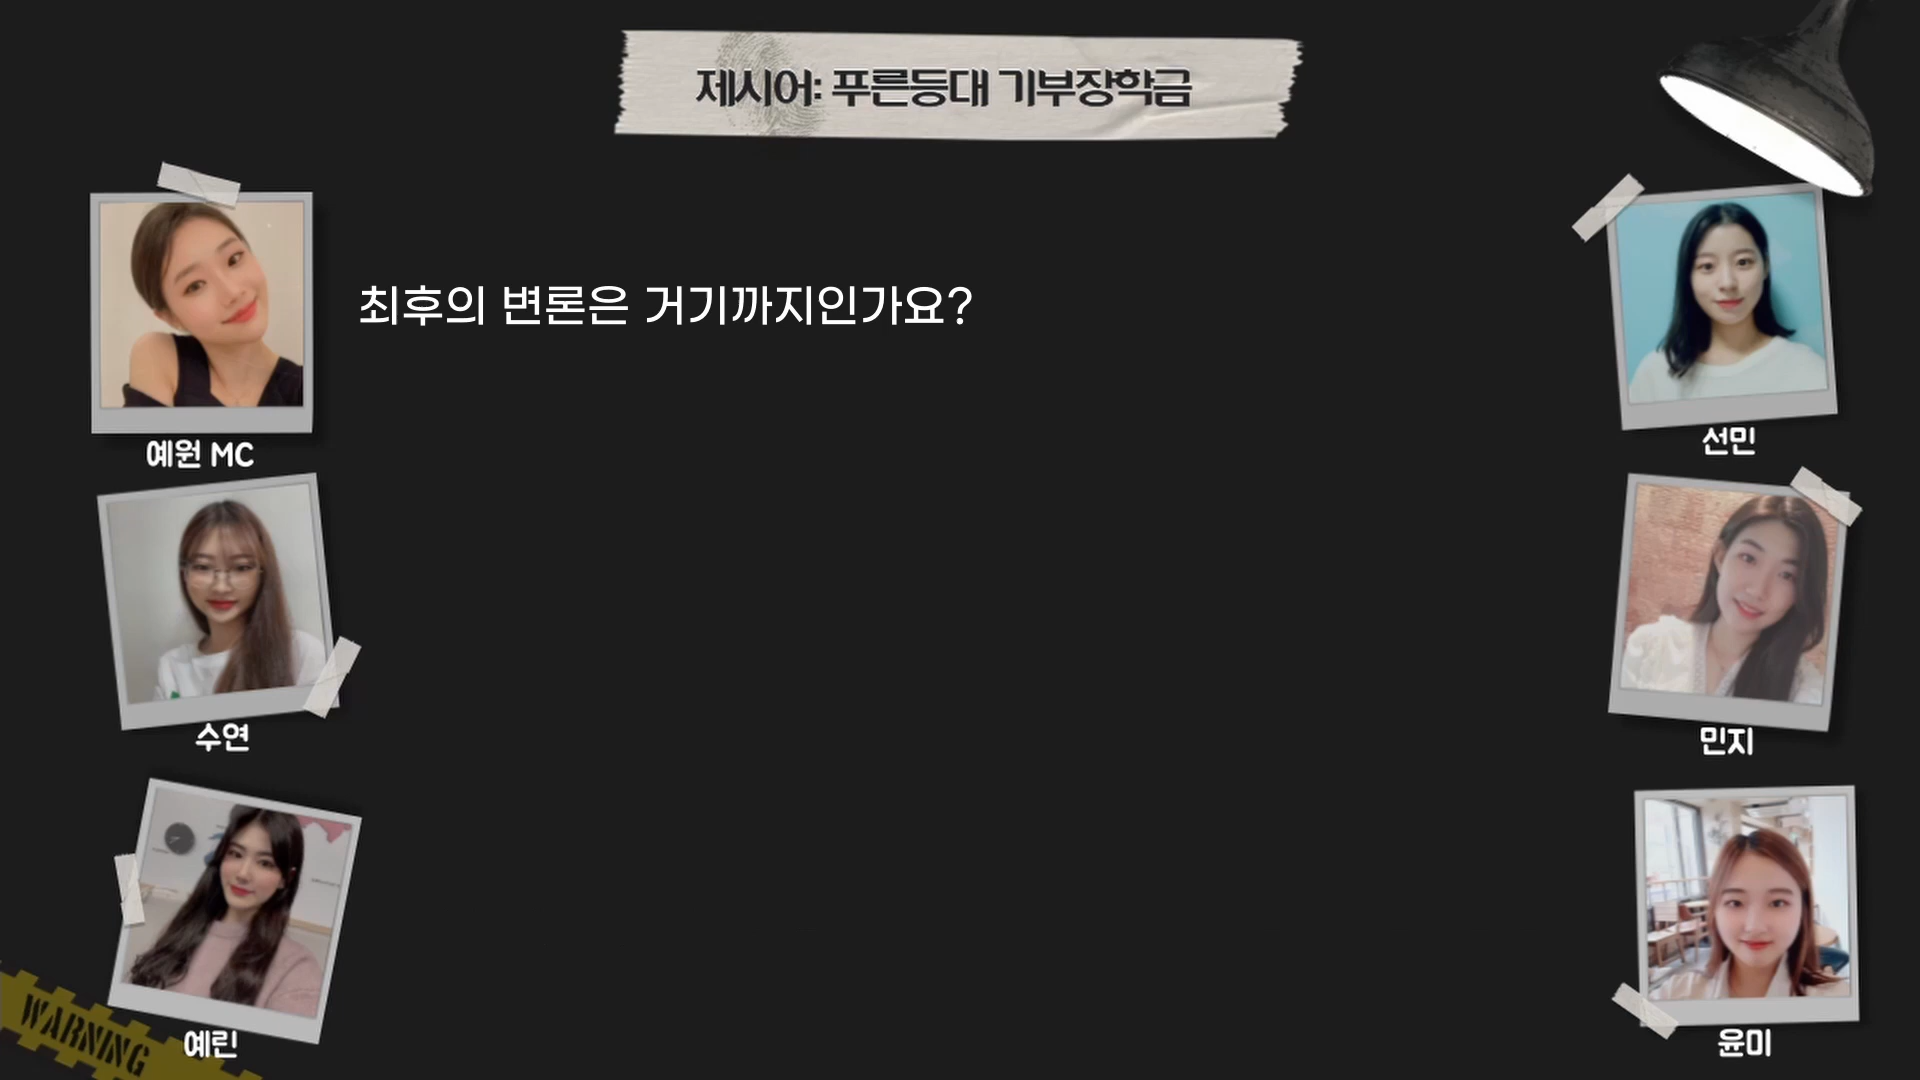 제시어: 푸른등대 기부장학금
최후의 변론은 거기까지인가요?
예원 MC
선민
수연
민지
예린
윤미
WARNING